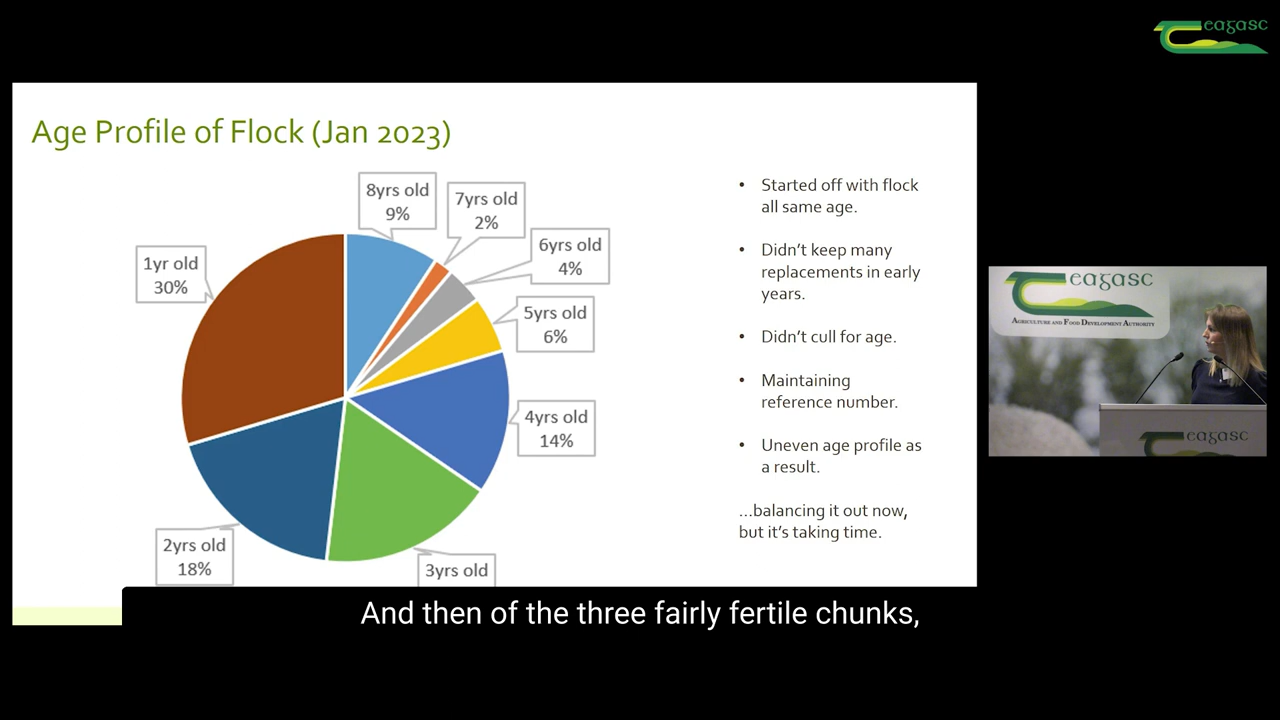 eagasc
Age Profile of Flock (Jan 2023)
8yrs old
9%
7yrs old
2%
6yrs old
4%
1yr old
30%
5yrs old
6%
4yrs old
14%
2yrs old
18%
3yrs old
• Started off with flock
all same age.
• Didn't keep many
replacements in early
years.
• Didn't cull for age.
• Maintaining
reference number.
• Uneven age profile as
a result.
...balancing it out now,
but it's taking time.
eagasc
AGRICULTURE AND FOOD DEVELOPMENT AUTHORITY
eagasc
And then of the three fairly fertile chunks,